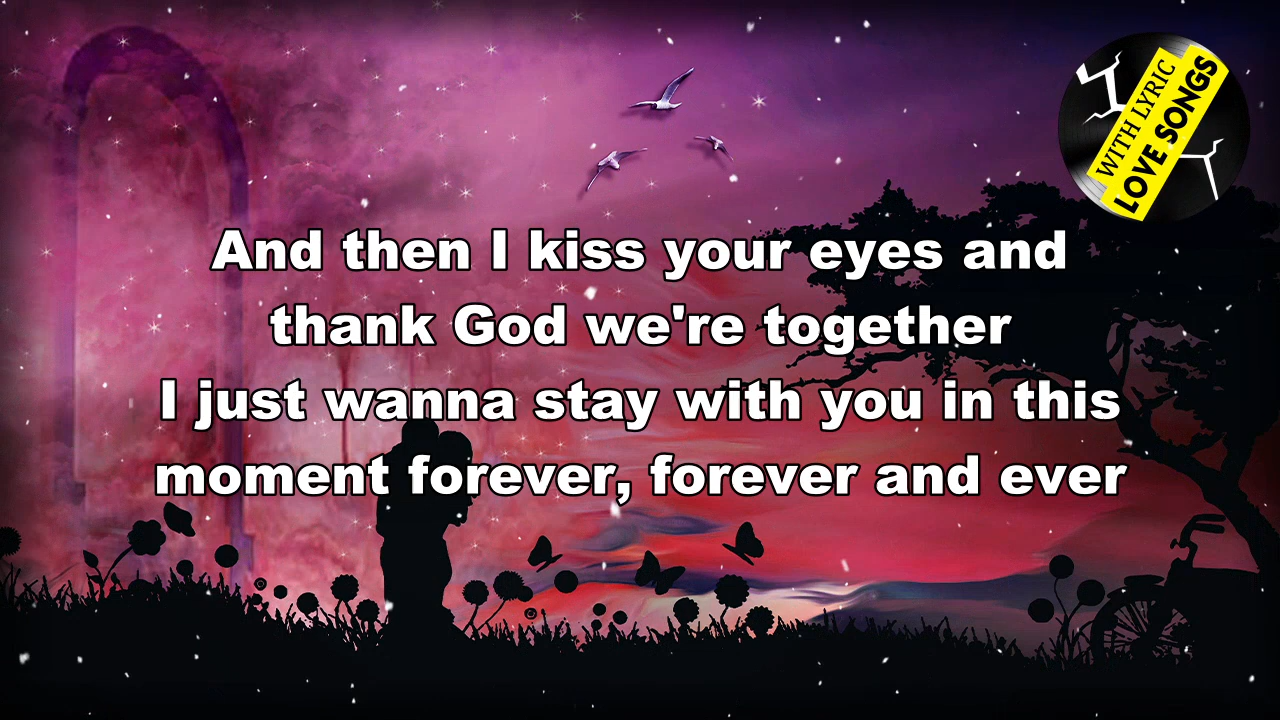 WITH LYRIC
LOVE SONGS
And then I kiss your eyes and
thank God we're together
I just wanna stay with you in this
moment forever, forever and ever